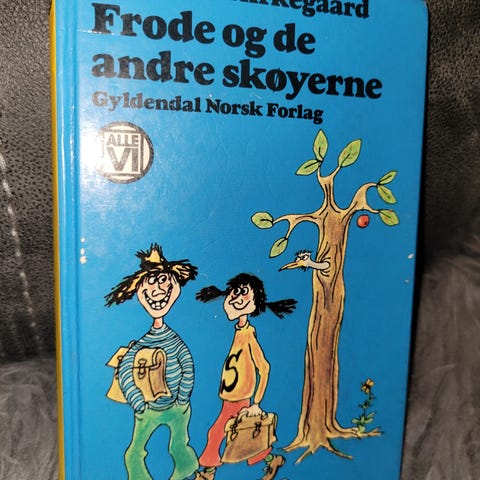 Frode og de
andre skøyerne
Gyldendal Norsk Forlag
ALLE
VI
S